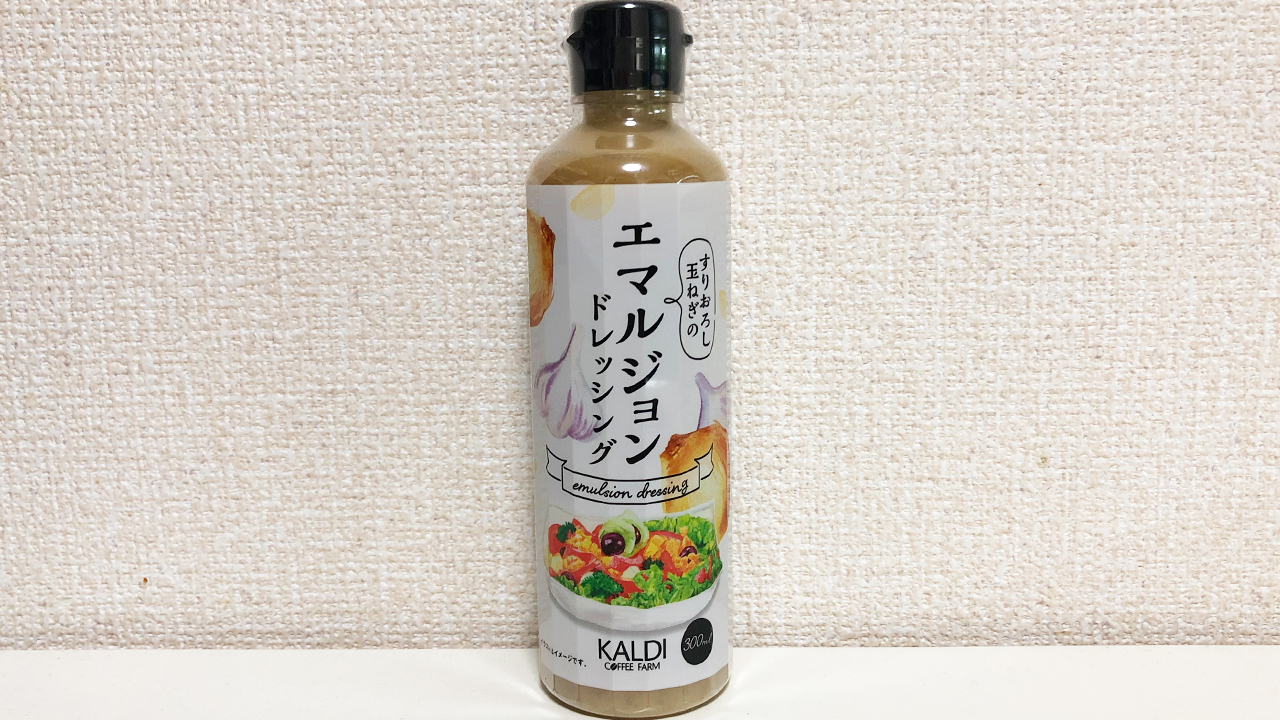 すりおろし
玉ねぎの
エマルジョン
ドレッシング
emulsion dressing
KALDI
COFFEE FARM
300ml